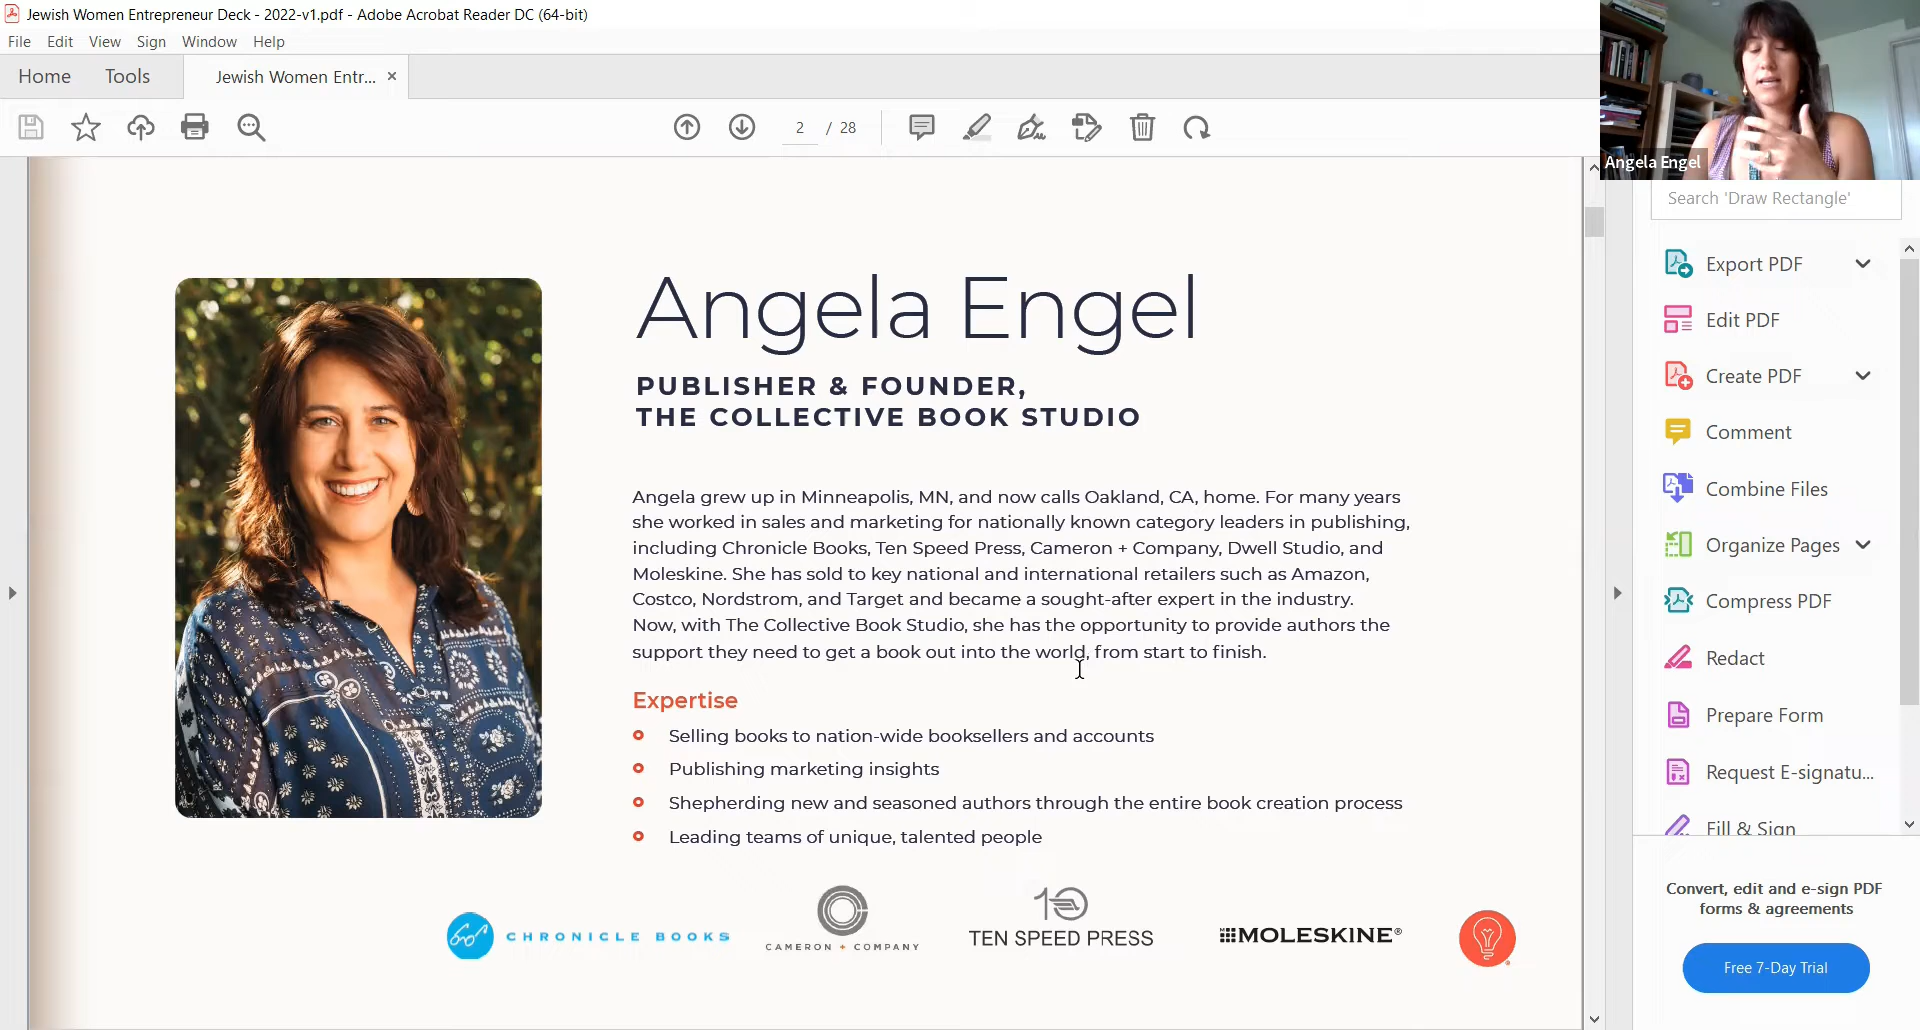 Jewish Women Entrepreneur Deck - 2022-v1.pdf - Adobe Acrobat Reader DC (64-bit)
File Edit View Sign Window Help
Home Tools Jewish Women Entr... ×
2 / 28
Angela Engel
Search 'Draw Rectangle'
Export PDF
Edit PDF
Create PDF
Comment
Combine Files
Organize Pages
Compress PDF
Redact
Prepare Form
Request E-signatu...
Fill & Sign
Convert, edit and e-sign PDF
forms & agreements
Free 7-Day Trial
Angela Engel
PUBLISHER & FOUNDER,
THE COLLECTIVE BOOK STUDIO
Angela grew up in Minneapolis, MN, and now calls Oakland, CA, home. For many years
she worked in sales and marketing for nationally known category leaders in publishing,
including Chronicle Books, Ten Speed Press, Cameron + Company, Dwell Studio, and
Moleskine. She has sold to key national and international retailers such as Amazon,
Costco, Nordstrom, and Target and became a sought-after expert in the industry.
Now, with The Collective Book Studio, she has the opportunity to provide authors the
support they need to get a book out into the world, from start to finish.
Expertise
Selling books to nation-wide booksellers and accounts
Publishing marketing insights
Shepherding new and seasoned authors through the entire book creation process
Leading teams of unique, talented people
CHRONICLE BOOKS
CAMERON + COMPANY
10
TEN SPEED PRESS
MOLESKINE®